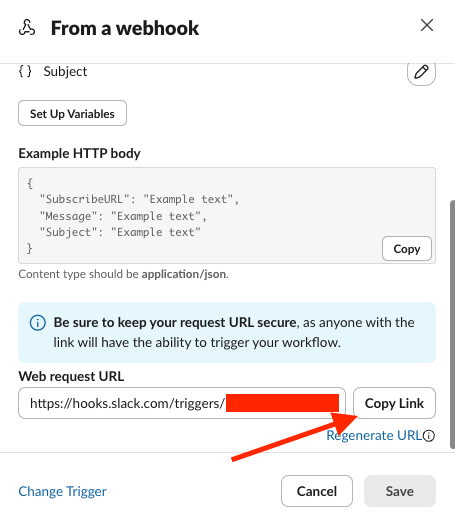 From a webhook
{ } Subject
Set Up Variables
Example HTTP body
{
"SubscribeURL": "Example text",
"Message": "Example text",
"Subject": "Example text"
}
Copy
Content type should be application/json.
Be sure to keep your request URL secure, as anyone with the
link will have the ability to trigger your workflow.
Web request URL
https://hooks.slack.com/triggers/
Copy Link
Regenerate URL
Change Trigger
Cancel
Save